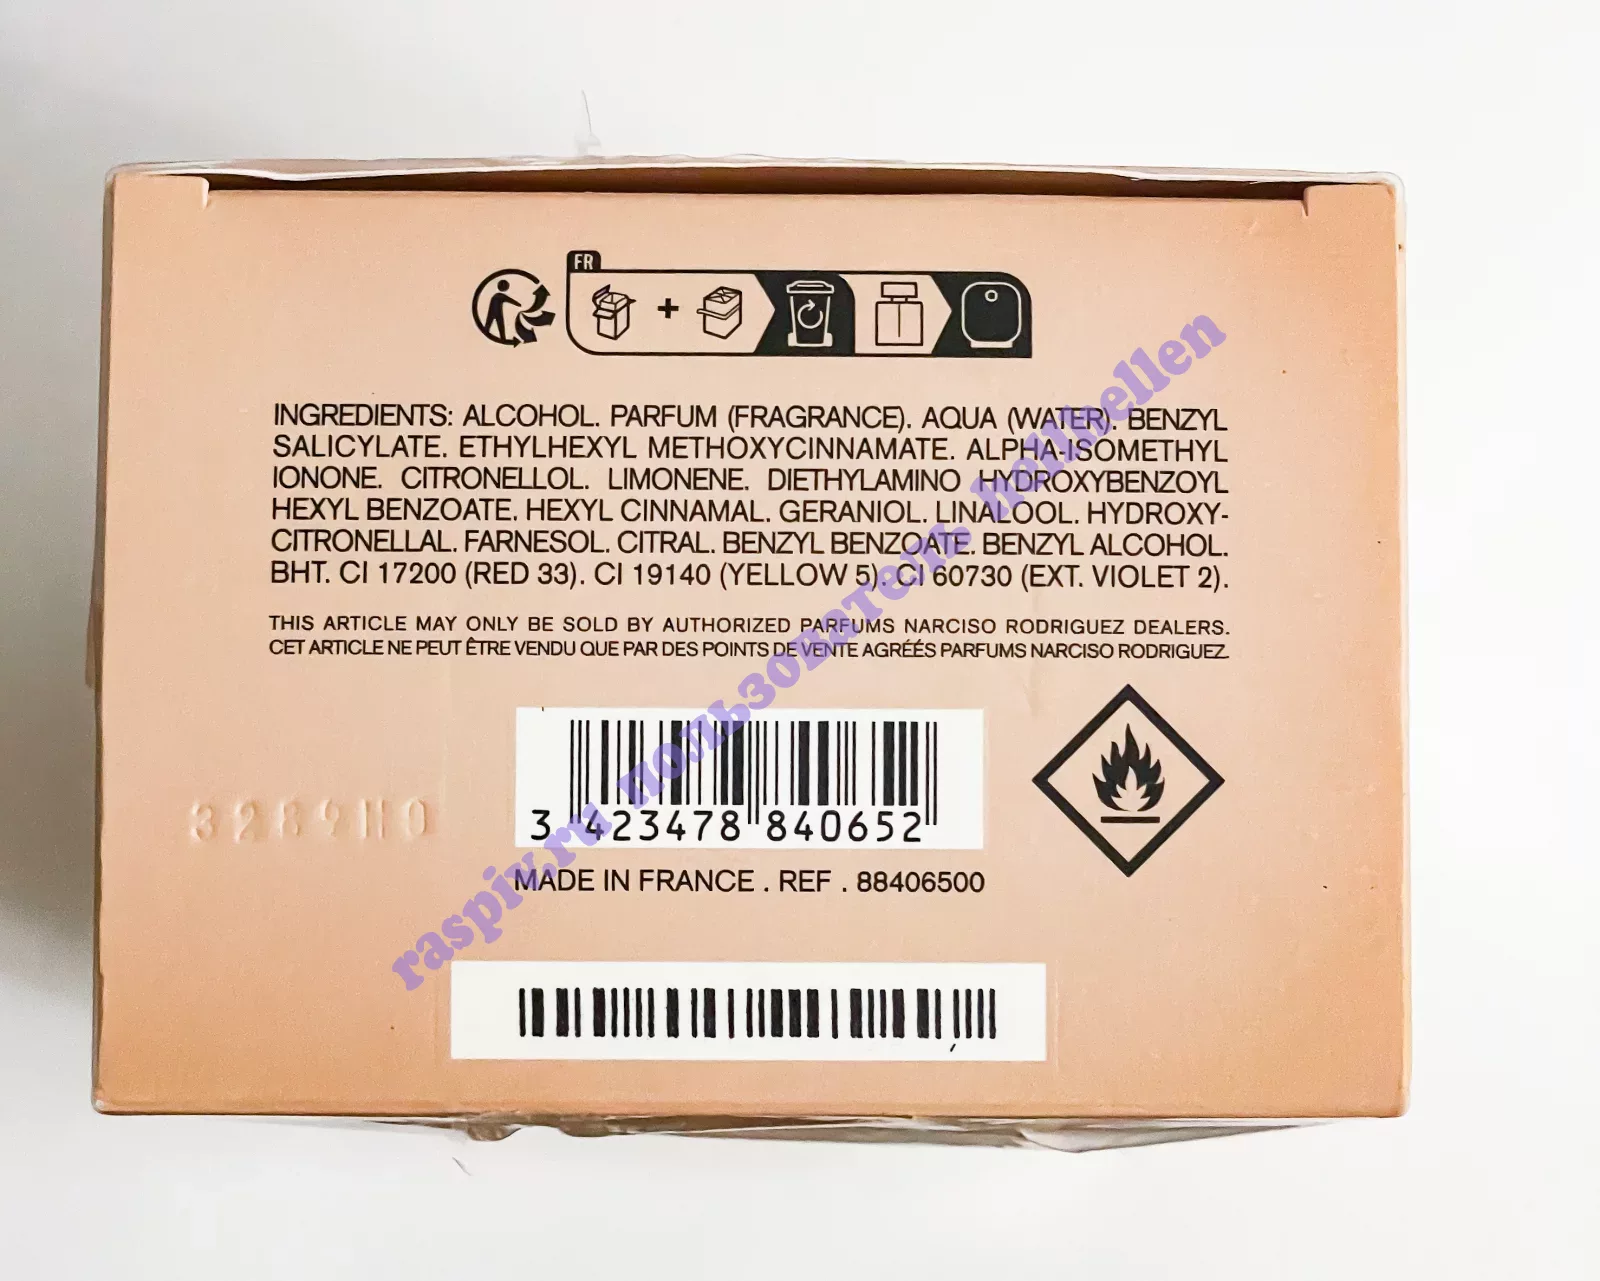 FR
INGREDIENTS: ALCOHOL. PARFUM (FRAGRANCE). AQUA (WATER). BENZYL
SALICYLATE. ETHYLHEXYL METHOXYCINNAMATE. ALPHA-ISOMETHYL
IONONE. CITRONELLOL. LIMONENE. DIETHYLAMINO HYDROXYBENZOYL
HEXYL BENZOATE. HEXYL CINNAMAL. GERANIOL. LINALOOL. HYDROXY-
CITRONELLAL. FARNESOL. CITRAL. BENZYL BENZOATE. BENZYL ALCOHOL.
BHT. CI 17200 (RED 33). CI 19140 (YELLOW 5). CI 60730 (EXT. VIOLET 2).
THIS ARTICLE MAY ONLY BE SOLD BY AUTHORIZED PARFUMS NARCISO RODRIGUEZ DEALERS.
CET ARTICLE NE PEUT ÊTRE VENDU QUE PAR DES POINTS DE VENTE AGRÉÉS PARFUMS NARCISO RODRIGUEZ.
3 423478 840652
MADE IN FRANCE . REF . 88406500
raspiv.ru пользователь hellhellen